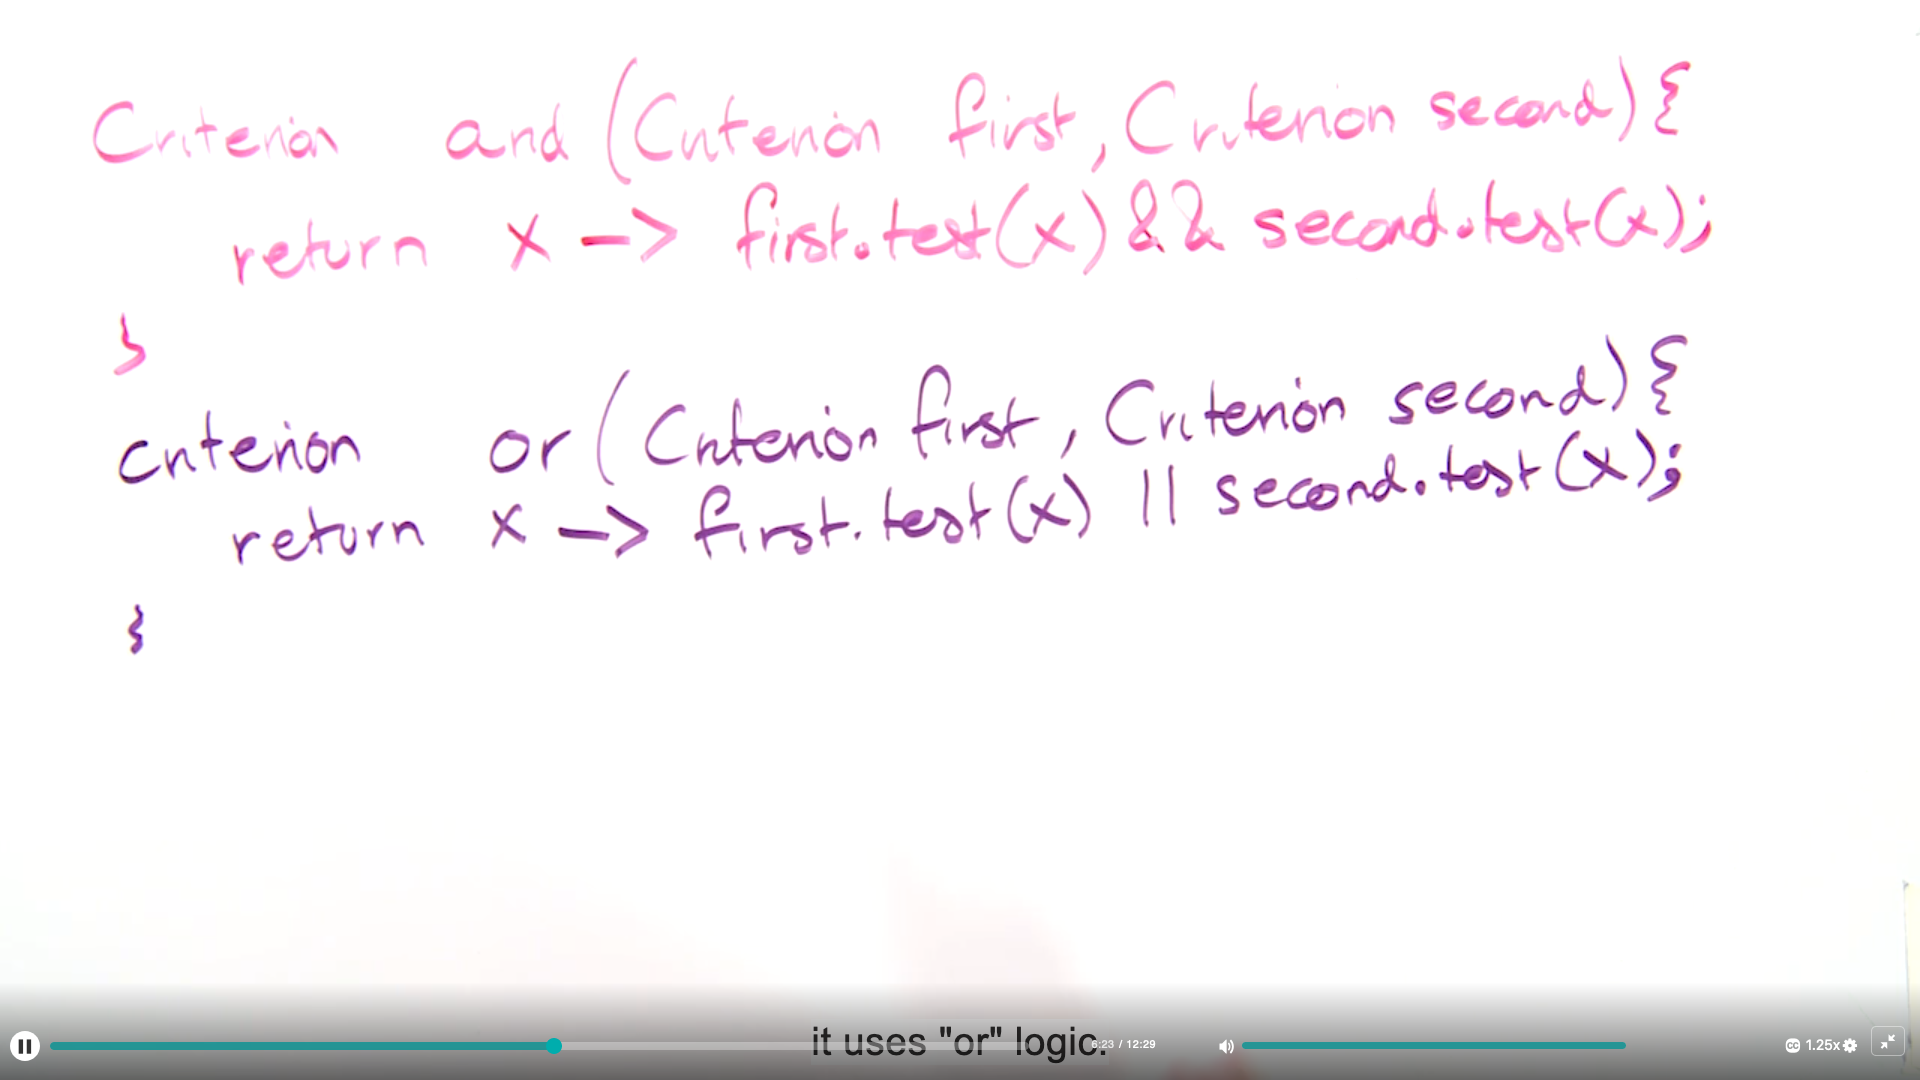 Criterion and (Criterion first, Criterion second) {
return x -> first.test(x) && second.test(x);
}
criterion or (Criterion first, Criterion second) {
return x -> first.test(x) || second.test(x);
}
it uses "or" logic.
6:23 / 12:29
CC 1.25x